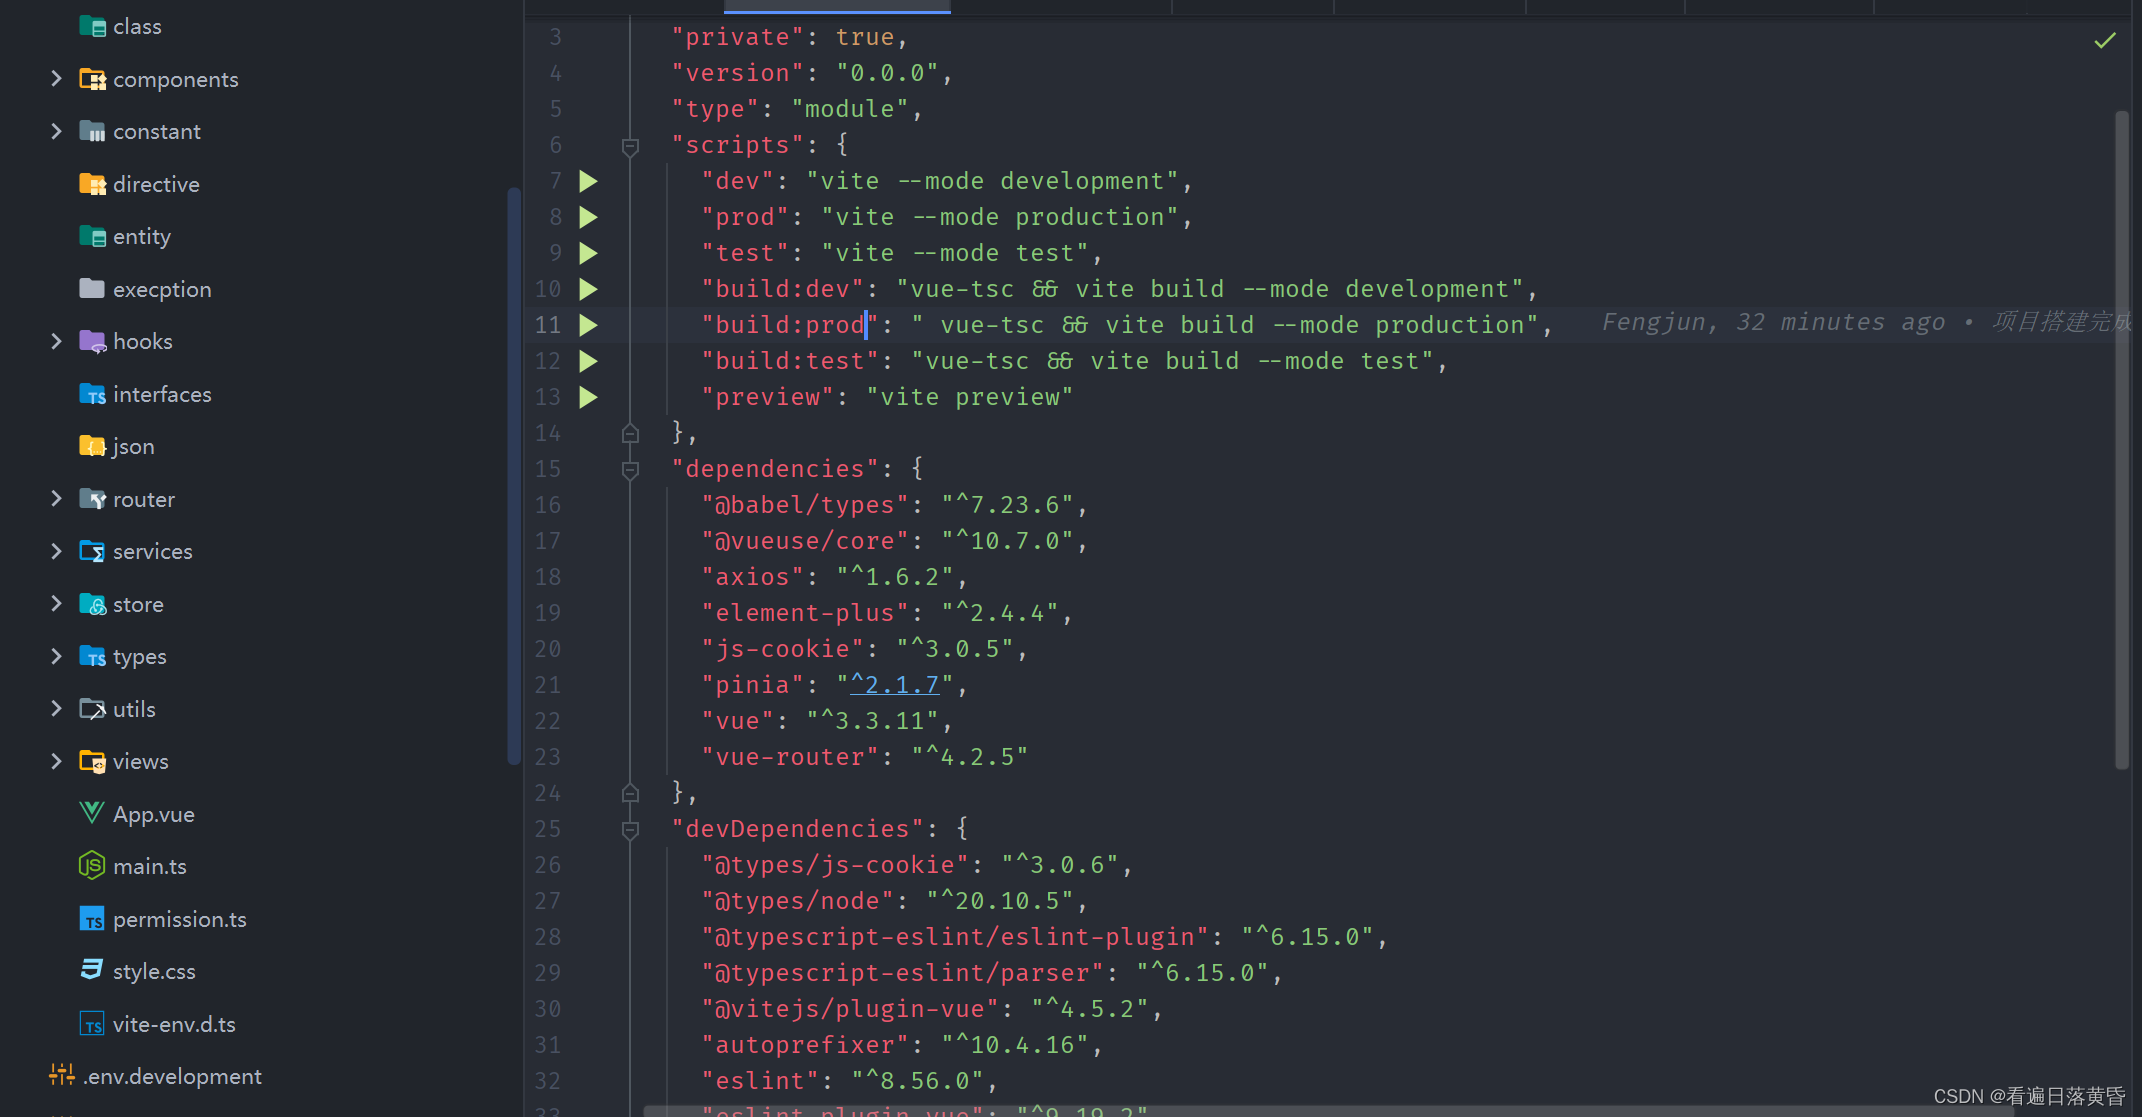 class
components
constant
directive
entity
execption
hooks
interfaces
json
router
services
store
types
utils
views
App.vue
main.ts
permission.ts
style.css
vite-env.d.ts
.env.development
3 "private": true,
4 "version": "0.0.0",
5 "type": "module",
6 "scripts": {
7 "dev": "vite --mode development",
8 "prod": "vite --mode production",
9 "test": "vite --mode test",
10 "build:dev": "vue-tsc && vite build --mode development",
11 "build:prod": " vue-tsc && vite build --mode production", Fengjun, 32 minutes ago • 项目搭建完成
12 "build:test": "vue-tsc && vite build --mode test",
13 "preview": "vite preview"
14 },
15 "dependencies": {
16 "@babel/types": "^7.23.6",
17 "@vueuse/core": "^10.7.0",
18 "axios": "^1.6.2",
19 "element-plus": "^2.4.4",
20 "js-cookie": "^3.0.5",
21 "pinia": "^2.1.7",
22 "vue": "^3.3.11",
23 "vue-router": "^4.2.5"
24 },
25 "devDependencies": {
26 "@types/js-cookie": "^3.0.6",
27 "@types/node": "^20.10.5",
28 "@typescript-eslint/eslint-plugin": "^6.15.0",
29 "@typescript-eslint/parser": "^6.15.0",
30 "@vitejs/plugin-vue": "^4.5.2",
31 "autoprefixer": "^10.4.16",
32 "eslint": "^8.56.0",
33 "eslint-plugin-vue": "^9.19.2"
CSDN @看遍日落黄昏